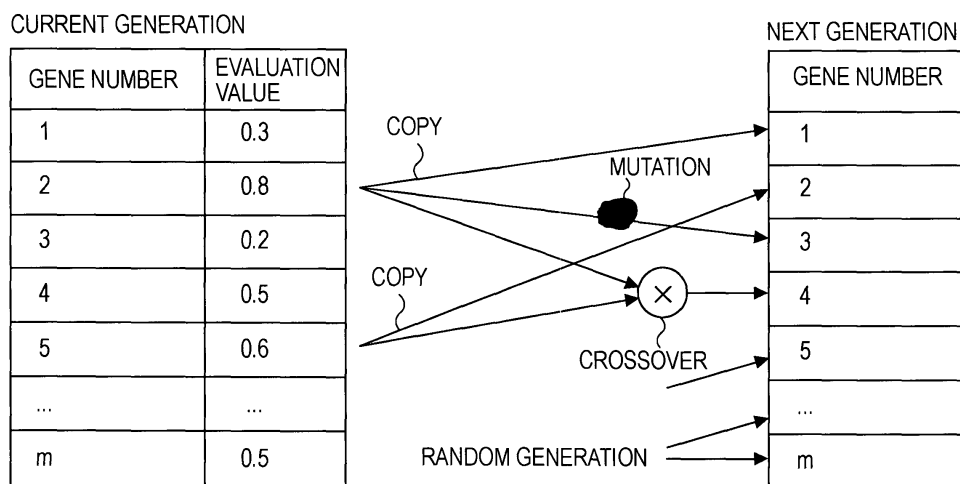 CURRENT GENERATION
GENE NUMBER EVALUATION VALUE
1 0.3
2 0.8
3 0.2
4 0.5
5 0.6
... ...
m 0.5
COPY
MUTATION
COPY
×
CROSSOVER
RANDOM GENERATION
NEXT GENERATION
GENE NUMBER
1
2
3
4
5
...
m